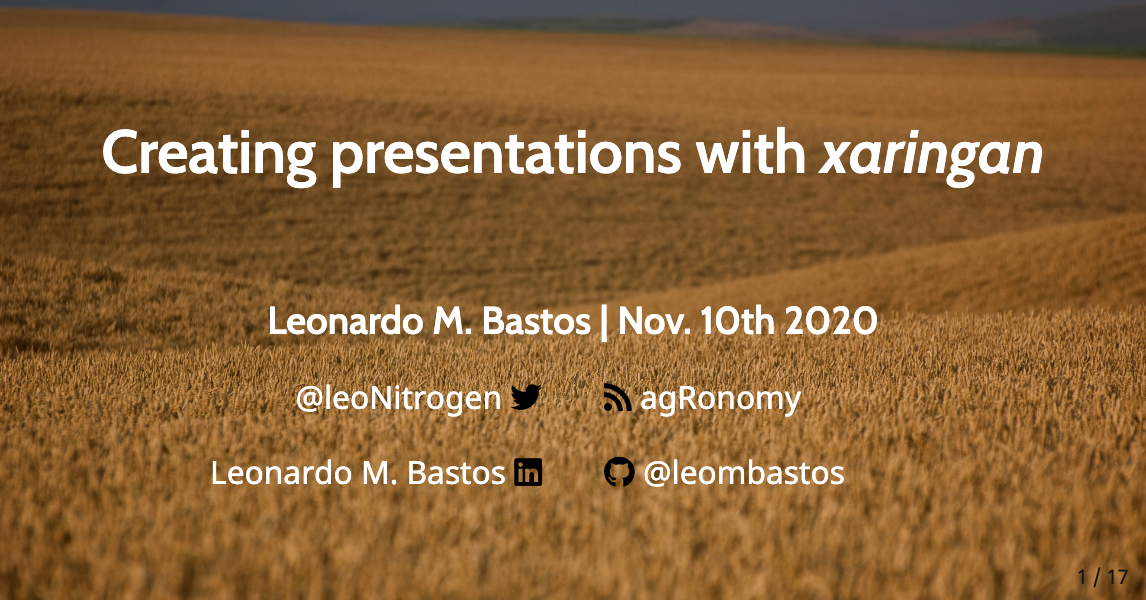 Creating presentations with xaringan
Leonardo M. Bastos | Nov. 10th 2020
@leoNitrogen
agRonomy
Leonardo M. Bastos
@leombastos
1 / 17